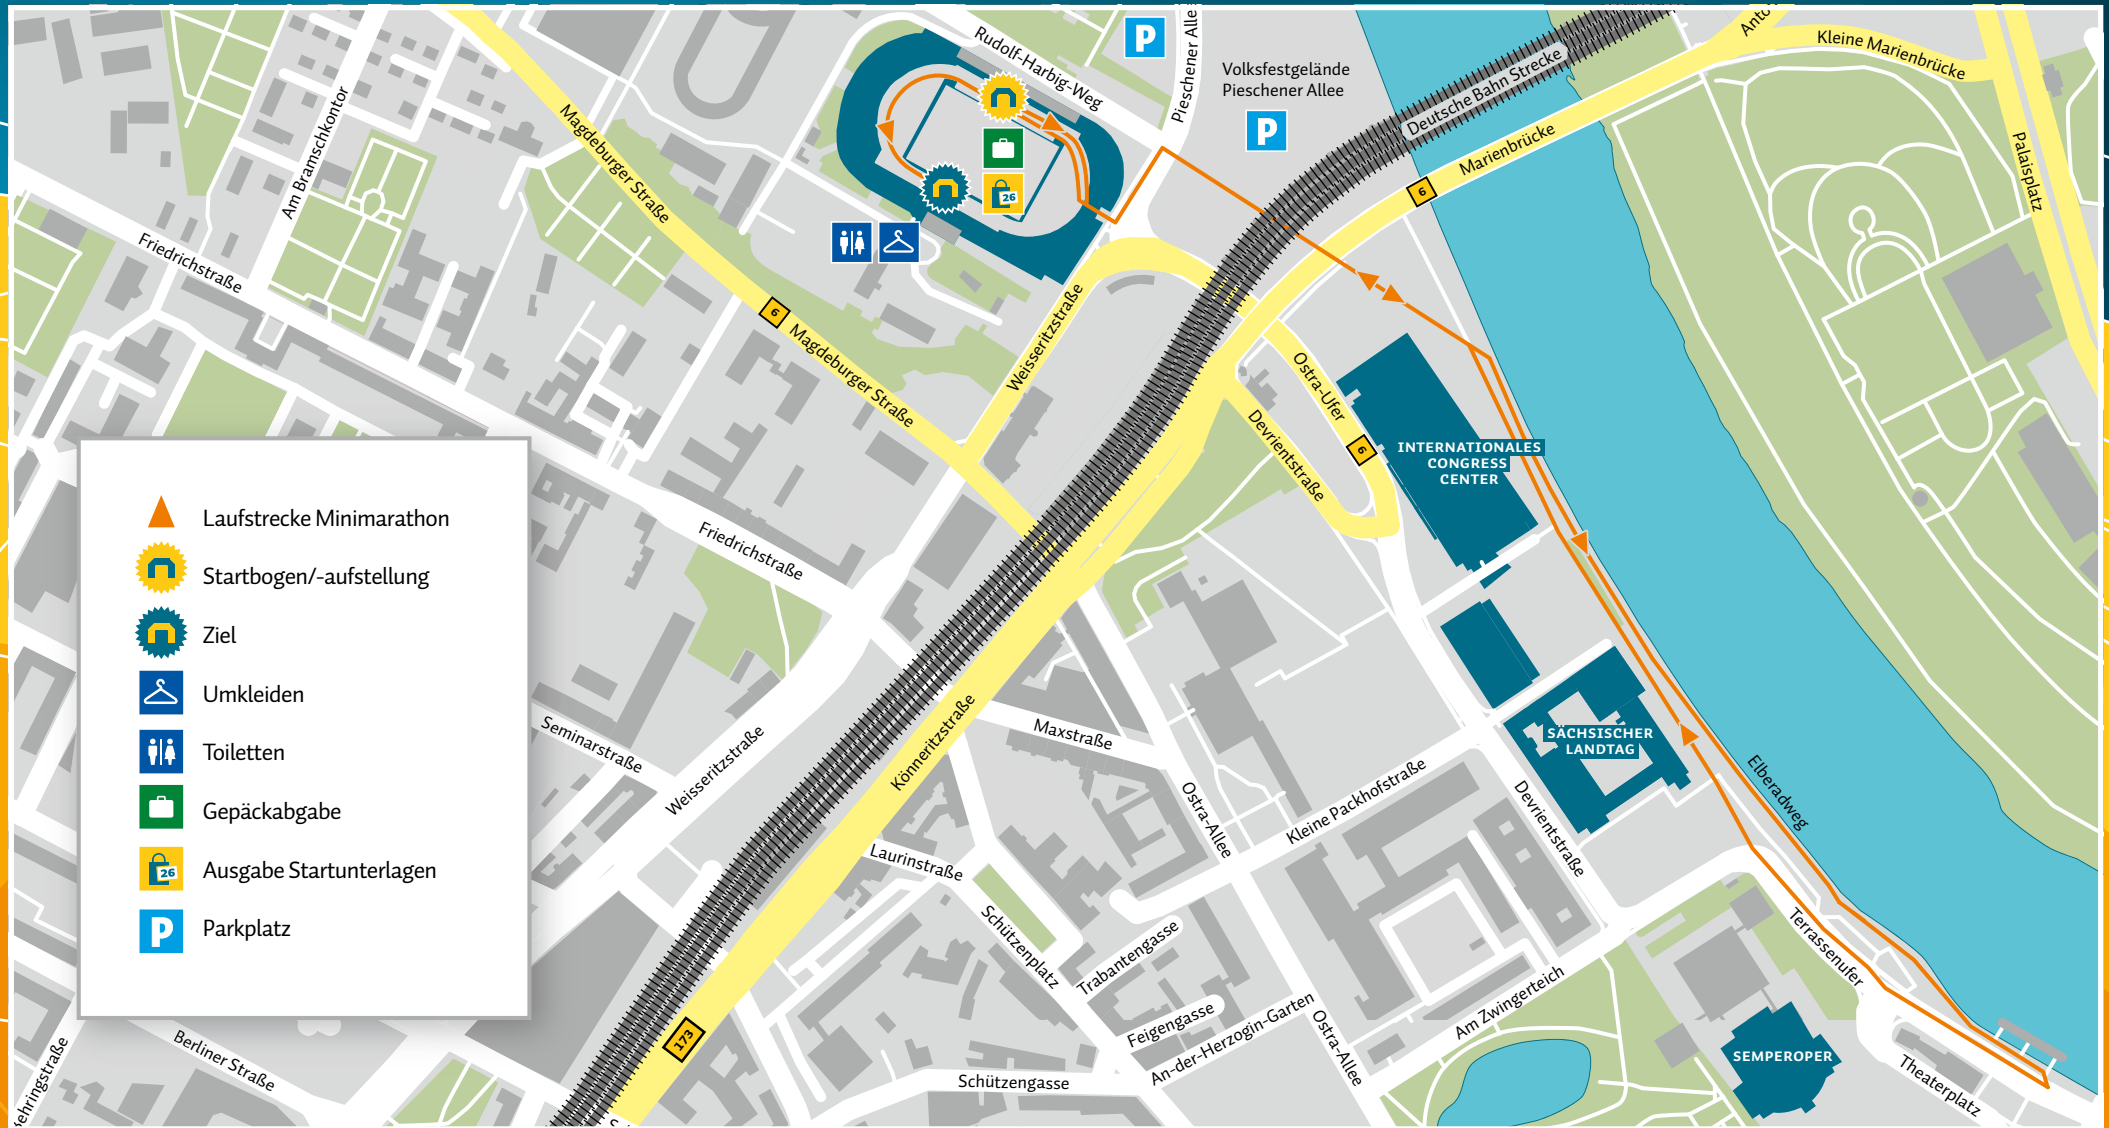 Rudolf-Harbig-Weg
P
Pieschener Alle
Volksfestgelände
Pieschener Allee
P
Deutsche Bahn Strecke
Marienbrücke
6
Kleine Marienbrücke
Palaisplatz
Am Bramschkontor
Magdeburger Straße
Friedrichstraße
26
6
Magdeburger Straße
Weisseritzstraße
Ostra-Ufer
6
Devrientstraße
INTERNATIONALES
CONGRESS
CENTER
Laufstrecke Minimarathon
Startbogen/-aufstellung
Ziel
Umkleiden
Toiletten
Gepäckabgabe
26
Ausgabe Startunterlagen
P
Parkplatz
Friedrichstraße
Seminarstraße
Weisseritzstraße
Könneritzstraße
Maxstraße
Ostra-Allee
Kleine Packhofstraße
Devrientstraße
SÄCHSISCHER
LANDTAG
Elberadweg
Laurinstraße
Schützenplatz
Trabantengasse
Feigengasse
An-der-Herzogin-Garten
Ostra-Allee
Am Zwingerteich
Terrassenufer
SEMPEROPER
Theaterplatz
Schützengasse
173
Berliner Straße
ehringstraße